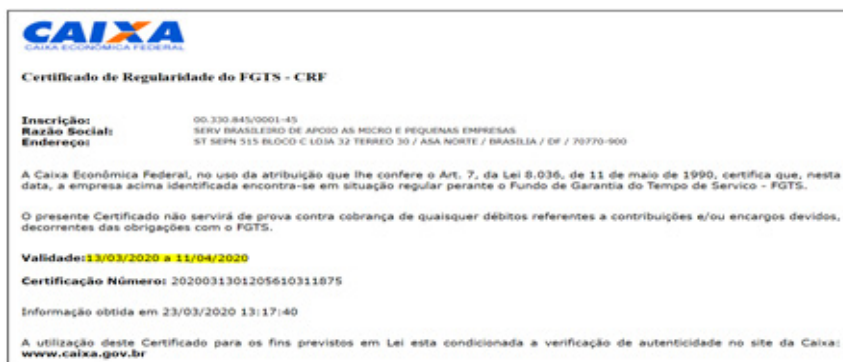 CAIXA
CAIXA ECONÔMICA FEDERAL
Certificado de Regularidade do FGTS - CRF
Inscrição: 00.330.845/0001-45
Razão Social: SERV BRASILEIRO DE APOIO AS MICRO E PEQUENAS EMPRESAS
Endereço: ST SEPN 515 BLOCO C LOJA 32 TERREO 30 / ASA NORTE / BRASILIA / DF / 70770-900
A Caixa Econômica Federal, no uso da atribuição que lhe confere o Art. 7, da Lei 8.036, de 11 de maio de 1990, certifica que, nesta
data, a empresa acima identificada encontra-se em situação regular perante o Fundo de Garantia do Tempo de Servico - FGTS.
O presente Certificado não servirá de prova contra cobrança de quaisquer débitos referentes a contribuições e/ou encargos devidos,
decorrentes das obrigações com o FGTS.
Validade:13/03/2020 a 11/04/2020
Certificação Número: 2020031301205610311875
Informação obtida em 23/03/2020 13:17:40
A utilização deste Certificado para os fins previstos em Lei esta condicionada a verificação de autenticidade no site da Caixa:
www.caixa.gov.br